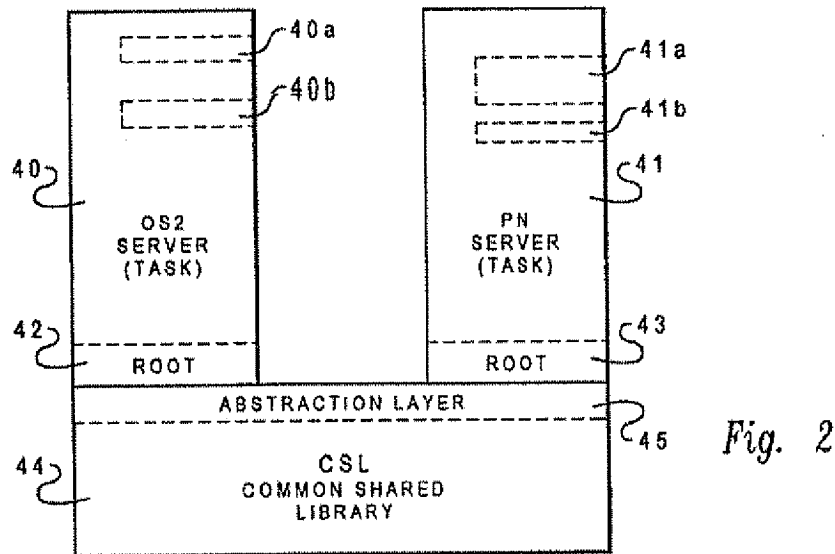 40a
40b
41a
41b
40
41
OS2
SERVER
(TASK)
PN
SERVER
(TASK)
42
43
ROOT
ROOT
ABSTRACTION LAYER
45
44
CSL
COMMON SHARED
LIBRARY
Fig. 2